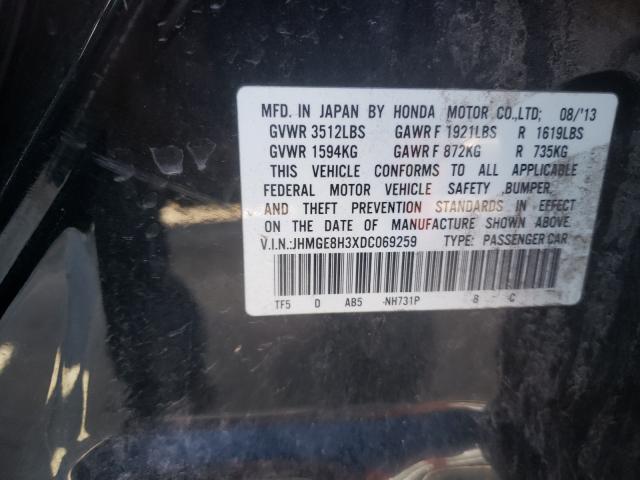 MFD. IN JAPAN BY HONDA MOTOR CO.,LTD; 08/'13
GVWR 3512LBS GAWR F 1921LBS R 1619LBS
GVWR 1594KG GAWR F 872KG R 735KG
THIS VEHICLE CONFORMS TO ALL APPLICABLE
FEDERAL MOTOR VEHICLE SAFETY ,BUMPER,
AND THEFT PREVENTION STANDARDS IN EFFECT
ON THE DATE OF MANUFACTURE SHOWN ABOVE.
V.I.N.:JHMGE8H3XDC069259 TYPE: PASSENGER CAR
TF5 D AB5 -NH731P 8 -C